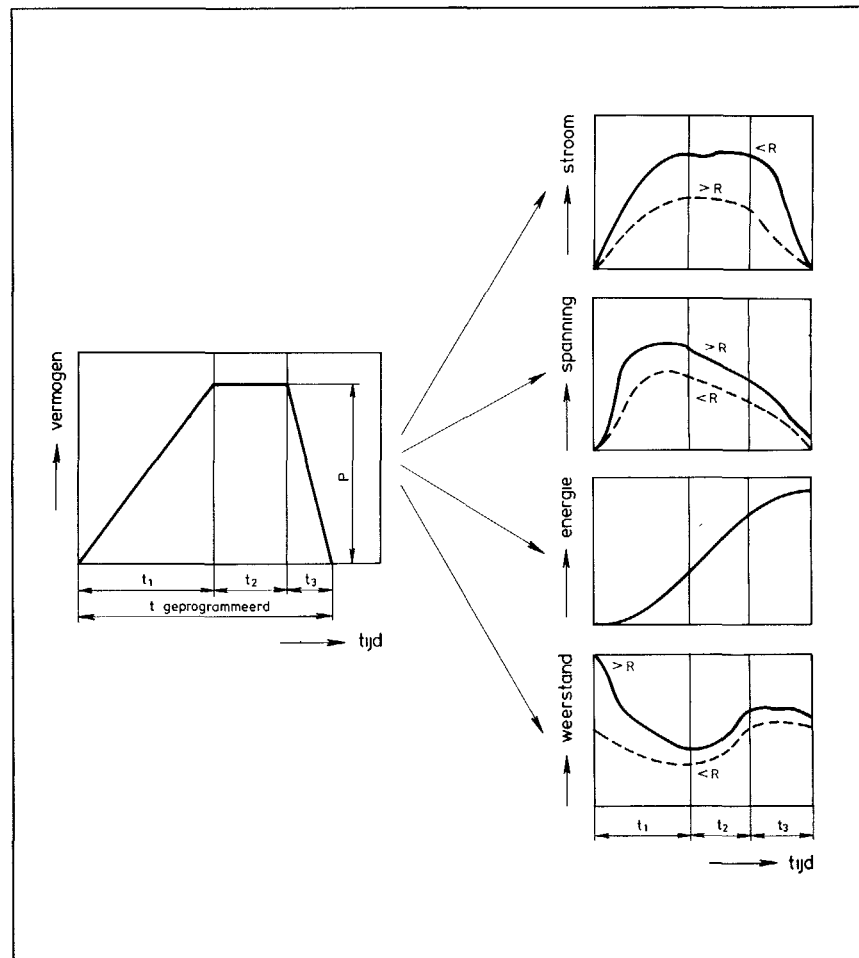 vermogen
P
t₁
t₂
t₃
t geprogrammeerd
tijd
stroom
< R
> R
spanning
> R
< R
energie
weerstand
> R
< R
t₁
t₂
t₃
tijd